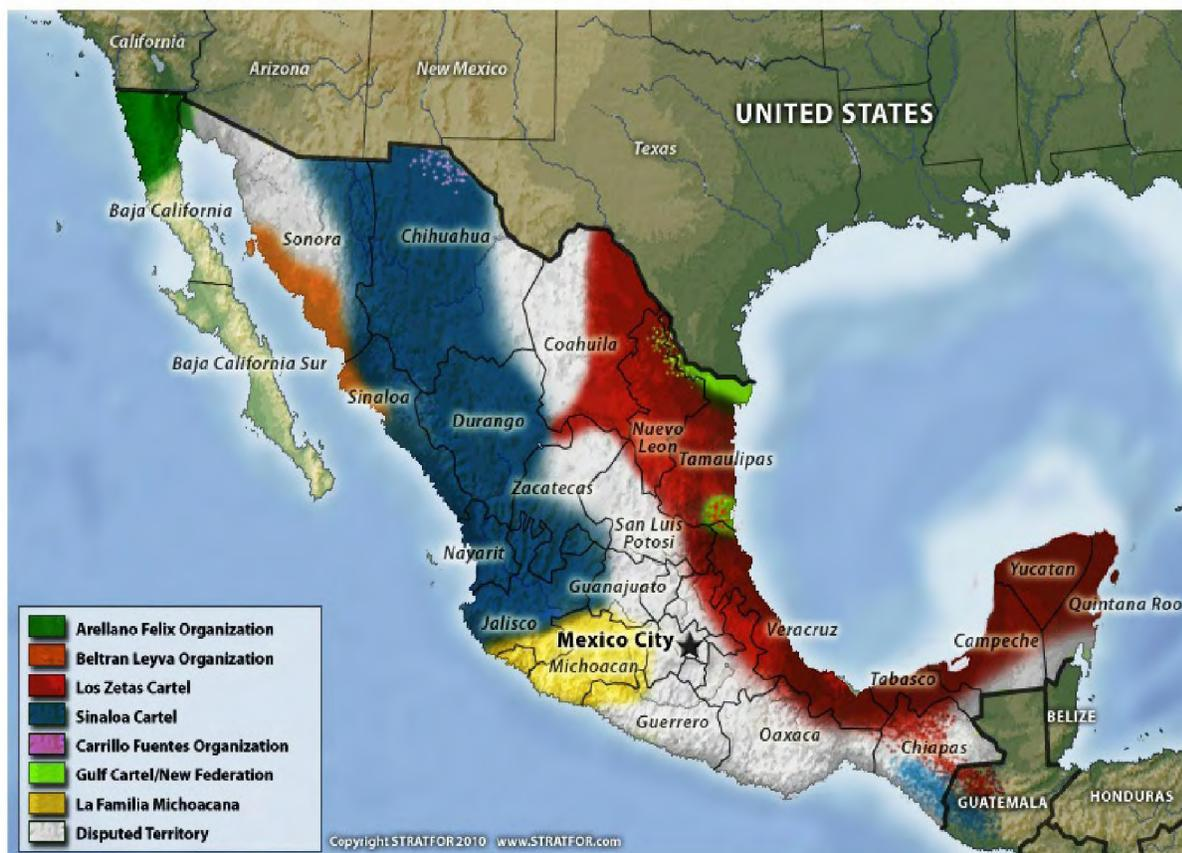 California
Arizona
New Mexico
UNITED STATES
Texas
Baja California
Sonora
Chihuahua
Coahuila
Baja California Sur
Sinaloa
Durango
Nuevo
Leon
Tamaulipas
Zacatecas
San Luis
Potosi
Nayarit
Guanajuato
Yucatan
Quintana Roo
Jalisco
Mexico City
Veracruz
Campeche
Michoacan
Tabasco
Guerrero
Oaxaca
Chiapas
BELIZE
GUATEMALA
HONDURAS
Arellano Felix Organization
Beltran Leyva Organization
Los Zetas Cartel
Sinaloa Cartel
Carrillo Fuentes Organization
Gulf Cartel/New Federation
La Familia Michoacana
Disputed Territory
Copyright STRATFOR 2010 www.STRATFOR.com